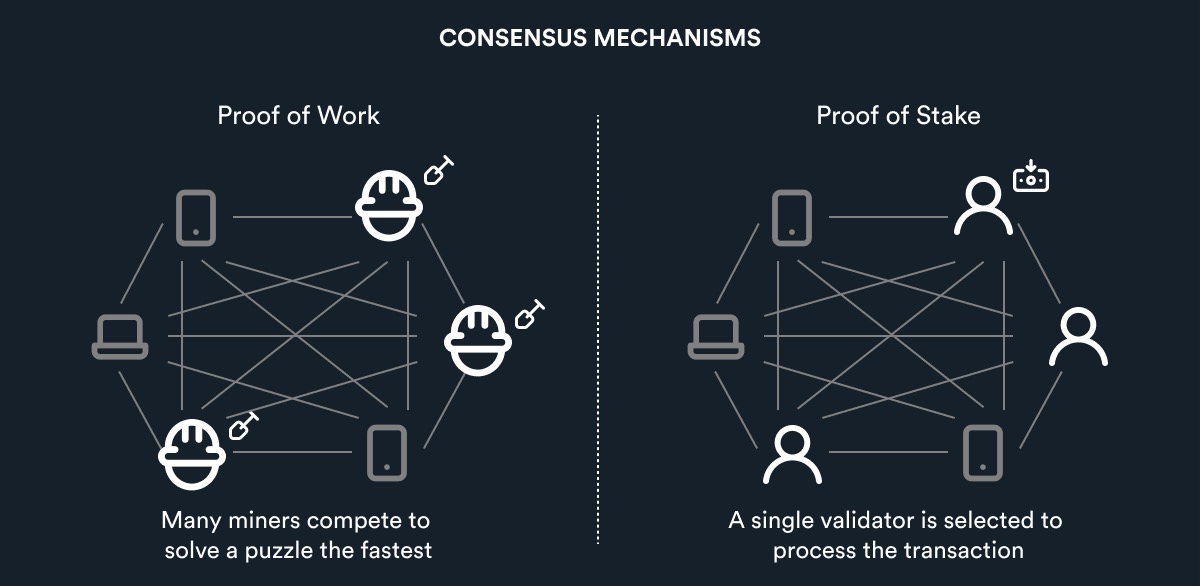 CONSENSUS MECHANISMS
Proof of Work
Many miners compete to
solve a puzzle the fastest
Proof of Stake
A single validator is selected to
process the transaction